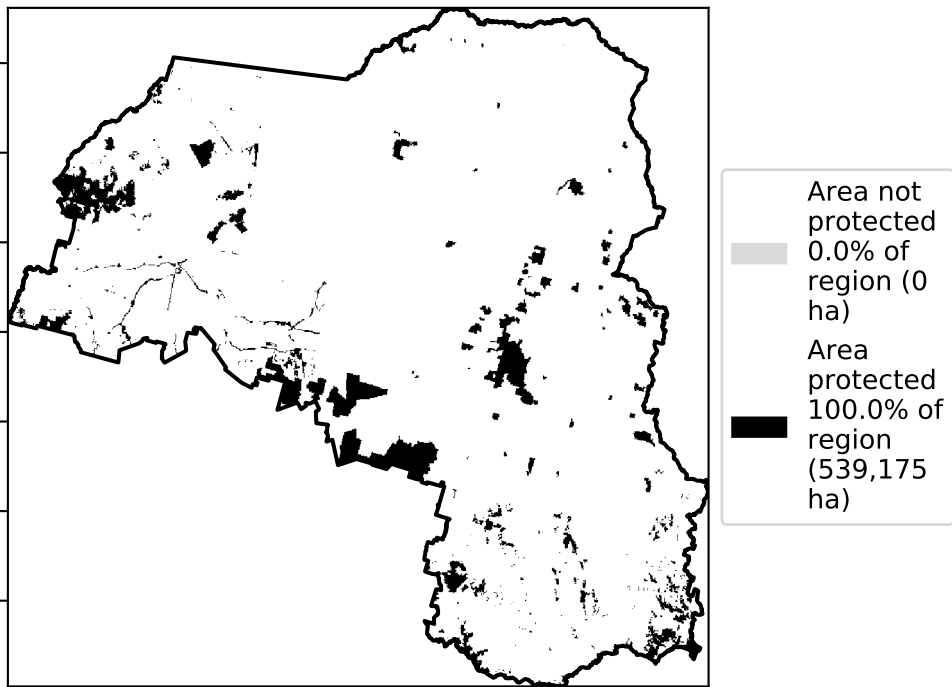 Area not
protected
0.0% of
region (0
ha)
Area
protected
100.0% of
region
(539,175
ha)